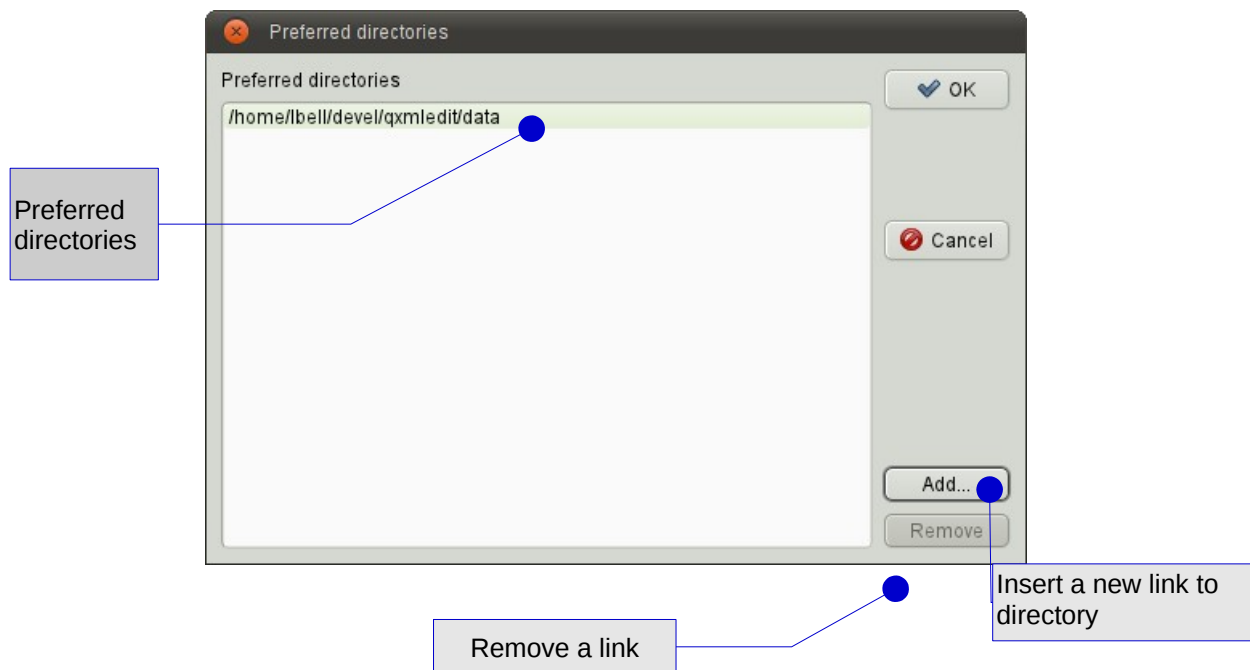 Preferred directories
Preferred directories
OK
/home/lbell/devel/qxmledit/data
Preferred
directories
Cancel
Add...
Remove
Insert a new link to
directory
Remove a link